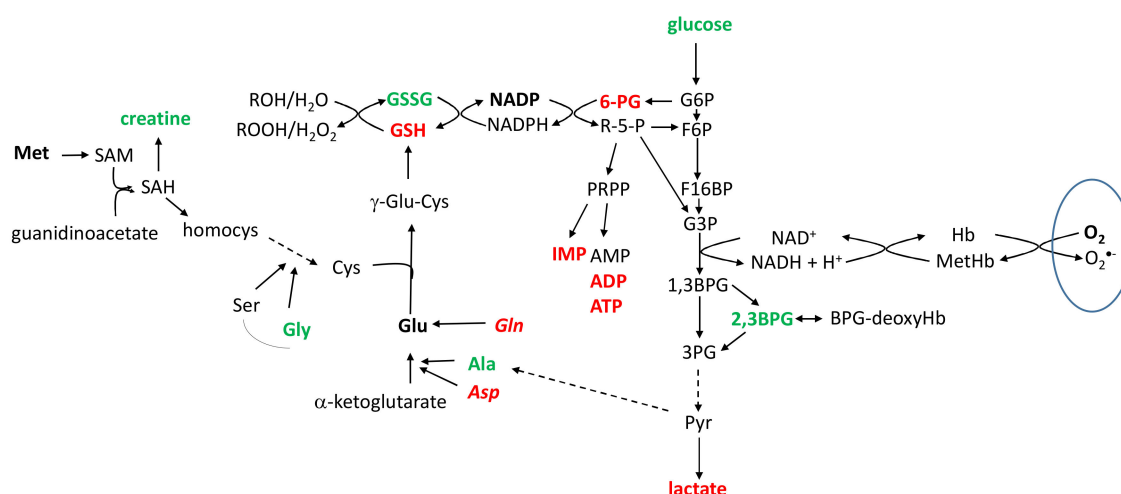 glucose
ROH/H₂O GSSG NADP 6-PG G6P
creatine ROOH/H₂O₂ GSH NADPH R-5-P F6P
Met SAM
SAH PRPP F16BP
γ-Glu-Cys
guanidinoacetate homocys G3P
NAD⁺ Hb O₂
IMP AMP NADH + H⁺ MetHb O₂•-
Cys ADP 1,3BPG
Ser ATP
Gly Glu Gln 2,3BPG BPG-deoxyHb
3PG
Ala
Asp
α-ketoglutarate
Pyr
lactate